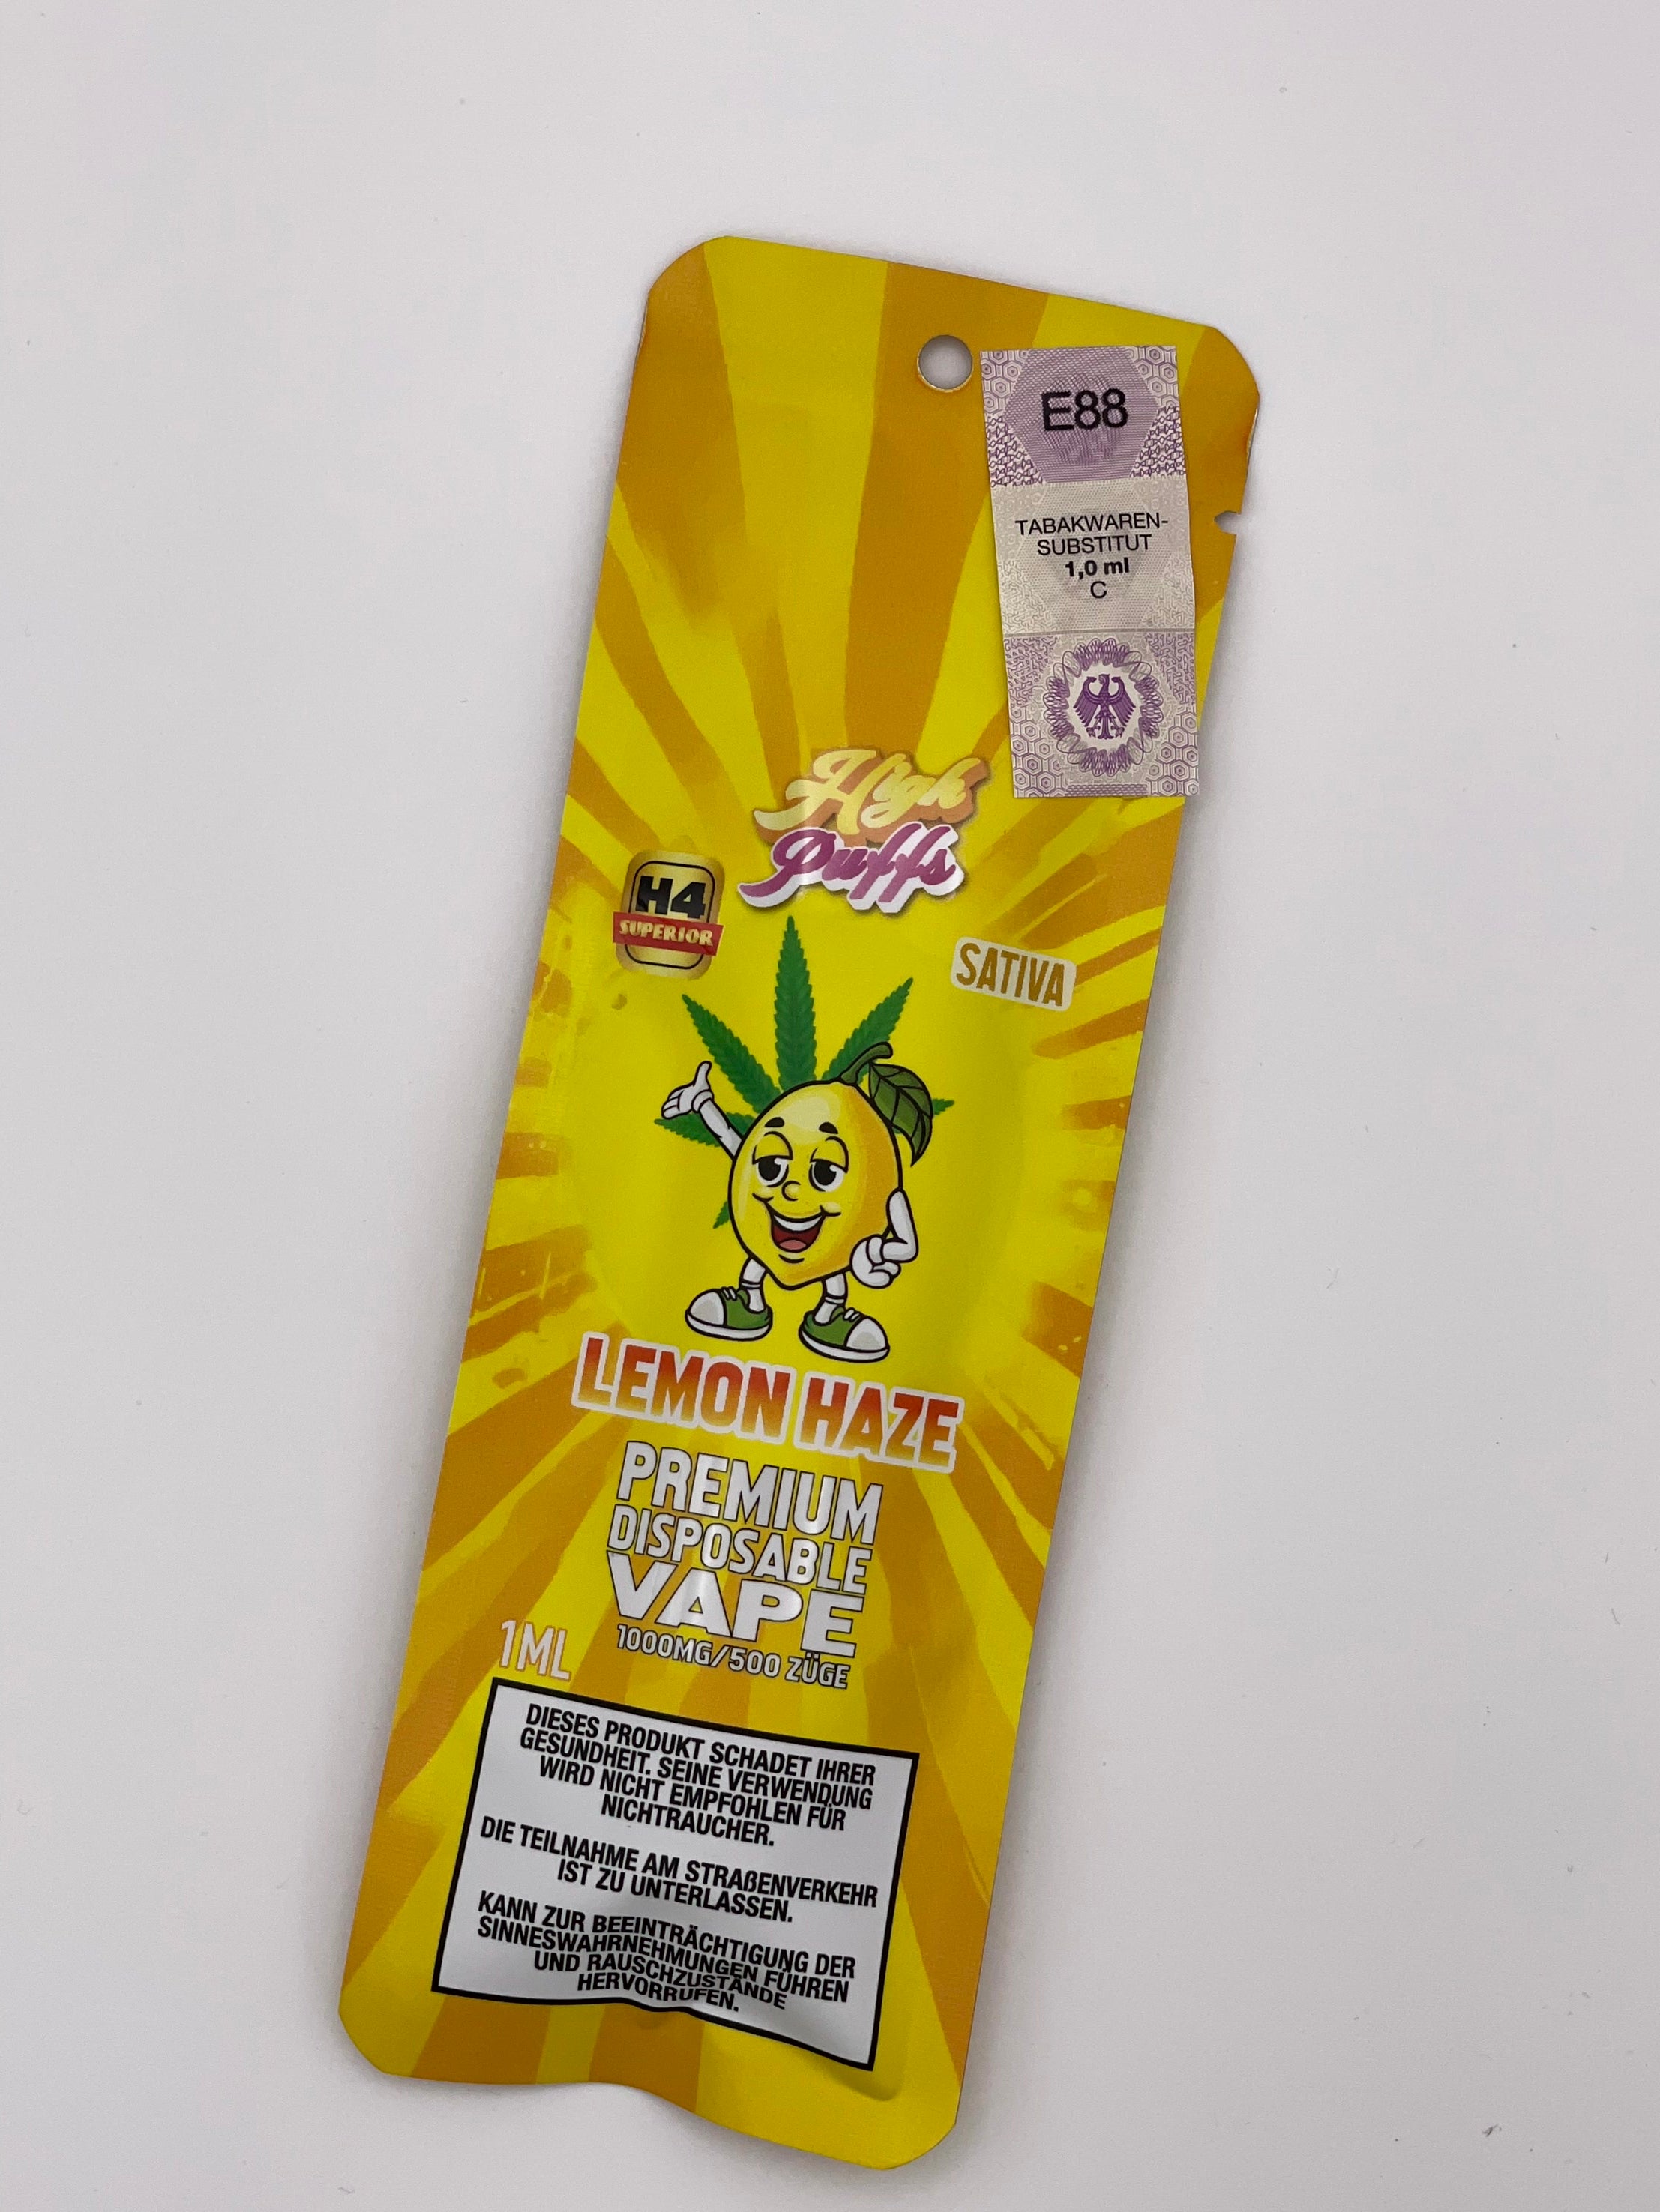 E88
TABAKWAREN-
SUBSTITUT
1,0 ml
C
High
Puffs
H4
SUPERIOR
SATIVA
LEMON HAZE
PREMIUM
DISPOSABLE
VAPE
1000MG/500 ZÜGE
1ML
DIESES PRODUKT SCHADET IHRER
GESUNDHEIT. SEINE VERWENDUNG
WIRD NICHT EMPFOHLEN FÜR
NICHTRAUCHER.
DIE TEILNAHME AM STRAßENVERKEHR
IST ZU UNTERLASSEN.
KANN ZUR BEEINTRÄCHTIGUNG DER
SINNESWAHRNEHMUNGEN FÜHREN
UND RAUSCHZUSTÄNDE
HERVORRUFEN.